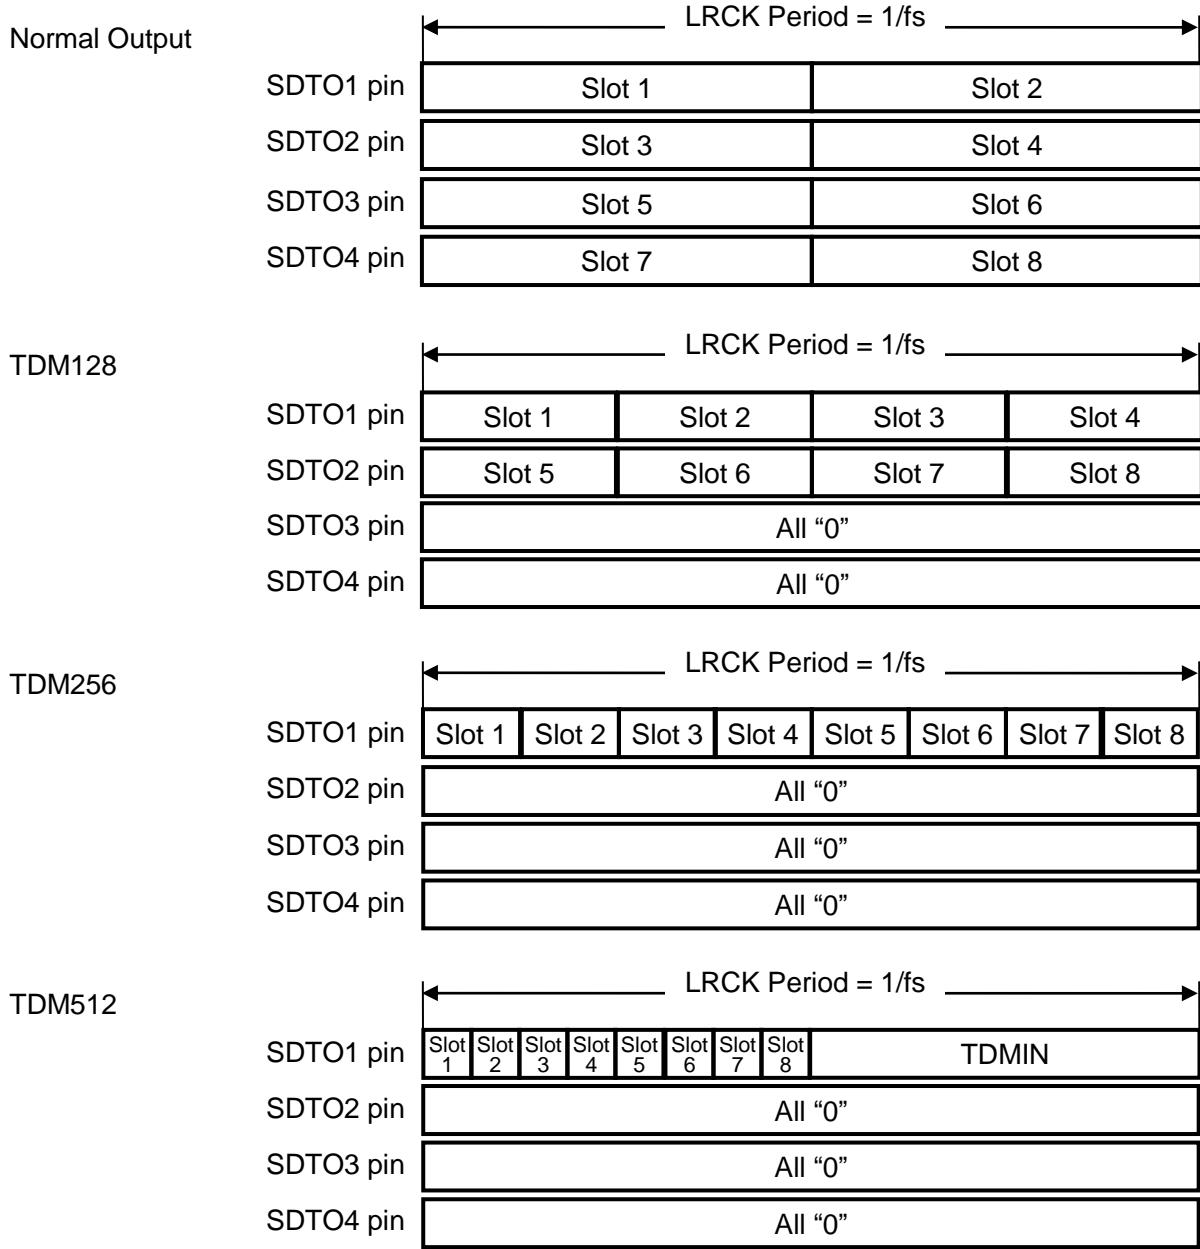 Normal Output
LRCK Period = 1/fs
SDTO1 pin Slot 1 Slot 2
SDTO2 pin Slot 3 Slot 4
SDTO3 pin Slot 5 Slot 6
SDTO4 pin Slot 7 Slot 8
TDM128
LRCK Period = 1/fs
SDTO1 pin Slot 1 Slot 2 Slot 3 Slot 4
SDTO2 pin Slot 5 Slot 6 Slot 7 Slot 8
SDTO3 pin All “0”
SDTO4 pin All “0”
TDM256
LRCK Period = 1/fs
SDTO1 pin Slot 1 Slot 2 Slot 3 Slot 4 Slot 5 Slot 6 Slot 7 Slot 8
SDTO2 pin All “0”
SDTO3 pin All “0”
SDTO4 pin All “0”
TDM512
LRCK Period = 1/fs
SDTO1 pin Slot 1 Slot 2 Slot 3 Slot 4 Slot 5 Slot 6 Slot 7 Slot 8 TDMIN
SDTO2 pin All “0”
SDTO3 pin All “0”
SDTO4 pin All “0”